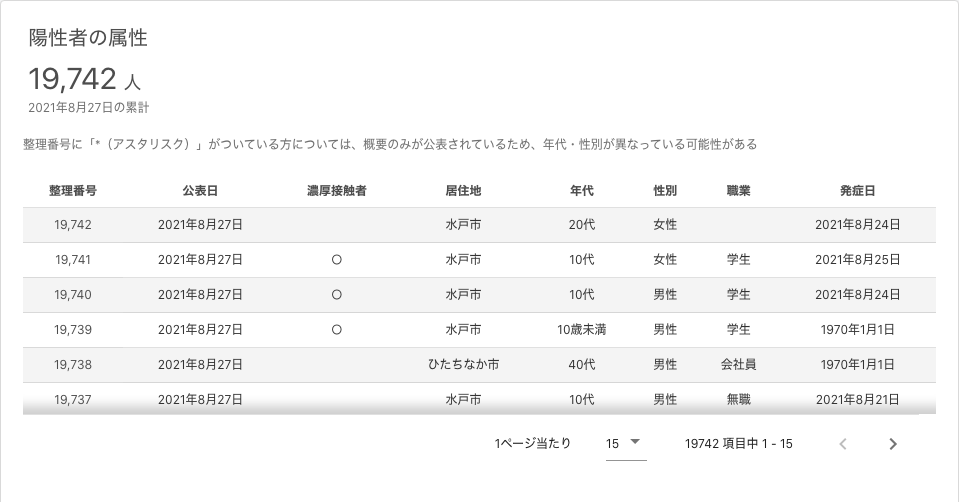 陽性者の属性
19,742 人
2021年8月27日の累計
整理番号に「*（アスタリスク）」がついている方については、概要のみが公表されているため、年代・性別が異なっている可能性がある
整理番号 公表日 濃厚接触者 居住地 年代 性別 職業 発症日
19,742 2021年8月27日 水戸市 20代 女性 2021年8月24日
19,741 2021年8月27日 〇 水戸市 10代 女性 学生 2021年8月25日
19,740 2021年8月27日 〇 水戸市 10代 男性 学生 2021年8月24日
19,739 2021年8月27日 〇 水戸市 10歳未満 男性 学生 1970年1月1日
19,738 2021年8月27日 ひたちなか市 40代 男性 会社員 1970年1月1日
19,737 2021年8月27日 水戸市 10代 男性 無職 2021年8月21日
1ページ当たり 15 19742 項目中 1 - 15